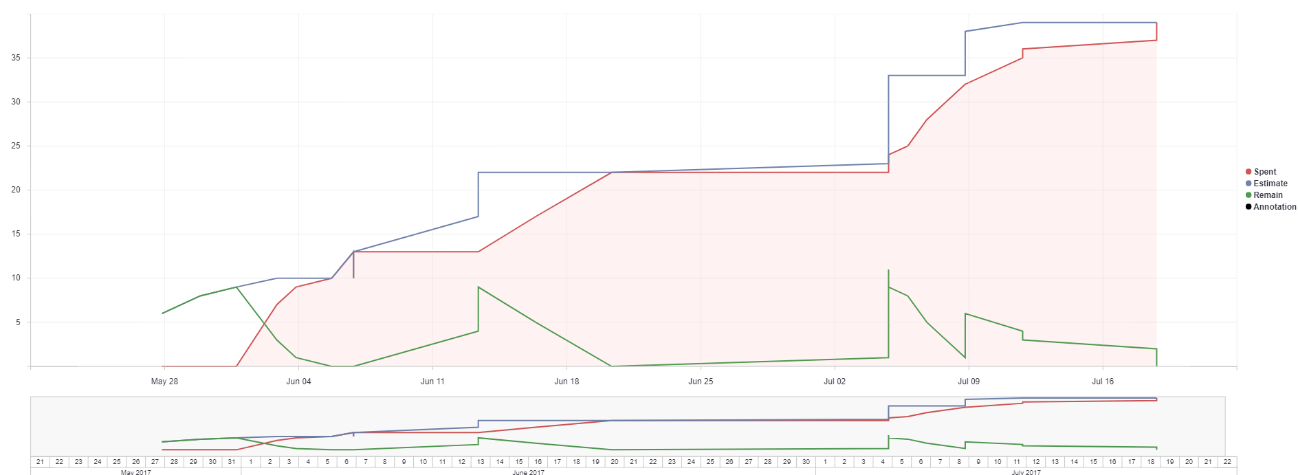 35
30
25
20
15
10
5
May 28 Jun 04 Jun 11 Jun 18 Jun 25 Jul 02 Jul 09 Jul 16
Spent
Estimate
Remain
Annotation
21 22 23 24 25 26 27 28 29 30 31 1 2 3 4 5 6 7 8 9 10 11 12 13 14 15 16 17 18 19 20 21 22 23 24 25 26 27 28 29 30 1 2 3 4 5 6 7 8 9 10 11 12 13 14 15 16 17 18 19 20 21 22
May 2017 June 2017 July 2017